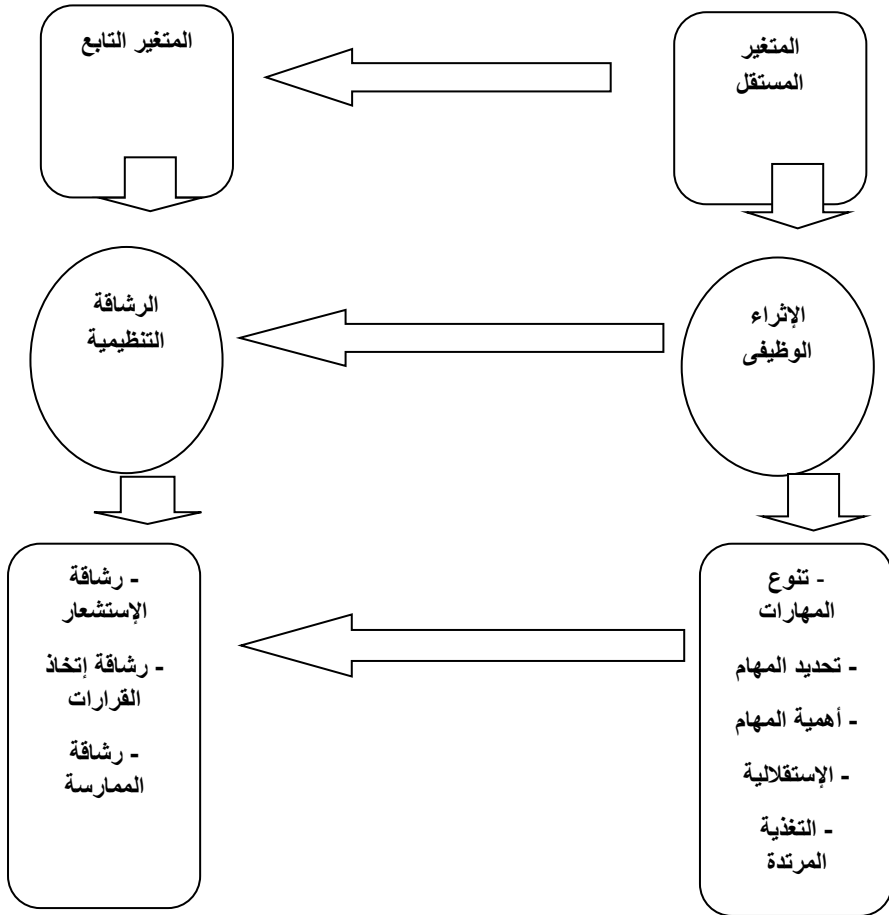 المتغير
المستقل
المتغير التابع
الإثراء
الوظيفى
الرشاقة
التنظيمية
- تنوع
المهارات
- تحديد المهام
- أهمية المهام
- الإستقلالية
- التغذية
المرتدة
- رشاقة
الإستشعار
- رشاقة إتخاذ
القرارات
- رشاقة
الممارسة